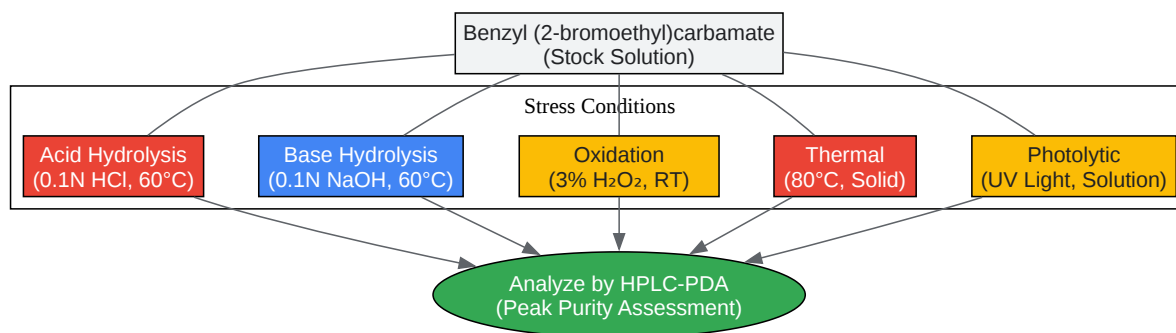 Benzyl (2-bromoethyl)carbamate
(Stock Solution)
Stress Conditions
Acid Hydrolysis
(0.1N HCl, 60°C)
Base Hydrolysis
(0.1N NaOH, 60°C)
Oxidation
(3% H₂O₂, RT)
Thermal
(80°C, Solid)
Photolytic
(UV Light, Solution)
Analyze by HPLC-PDA
(Peak Purity Assessment)